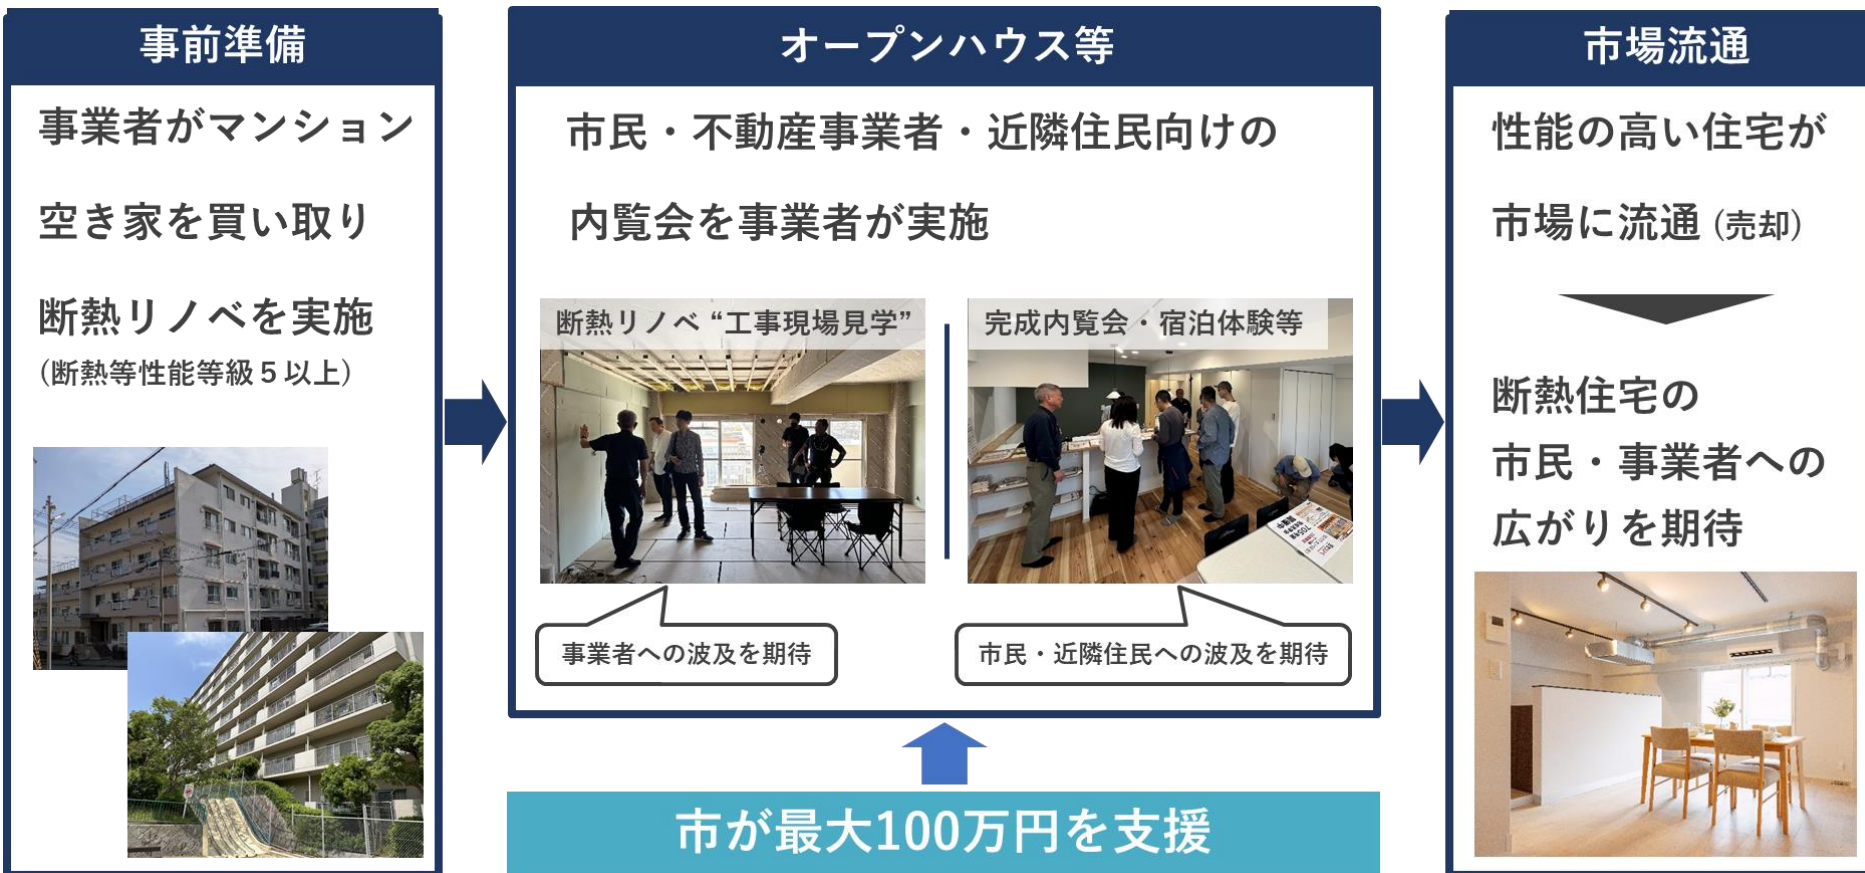 事前準備
事業者がマンション
空き家を買い取り
断熱リノベを実施
(断熱等性能等級5以上)
オープンハウス等
市民・不動産事業者・近隣住民向けの
内覧会を事業者が実施
断熱リノベ “工事現場見学”
完成内覧会・宿泊体験等
事業者への波及を期待
市民・近隣住民への波及を期待
市が最大100万円を支援
市場流通
性能の高い住宅が
市場に流通 (売却)
断熱住宅の
市民・事業者への
広がりを期待